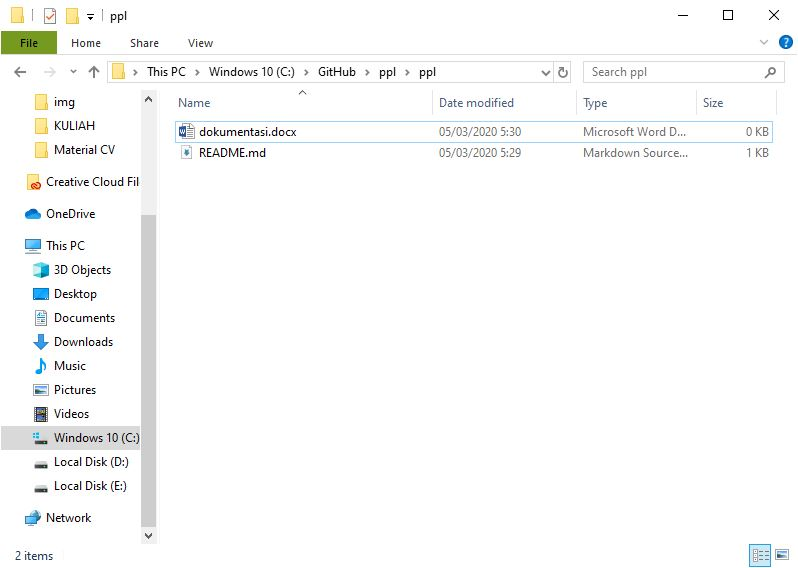 ppl
File Home Share View
This PC Windows 10 (C:) GitHub ppl ppl
Search ppl
Name Date modified Type Size
img
KULIAH
Material CV
Creative Cloud Fil
OneDrive
This PC
3D Objects
Desktop
Documents
Downloads
Music
Pictures
Videos
Windows 10 (C:)
Local Disk (D:)
Local Disk (E:)
Network
dokumentasi.docx 05/03/2020 5:30 Microsoft Word D... 0 KB
README.md 05/03/2020 5:29 Markdown Source... 1 KB
2 items